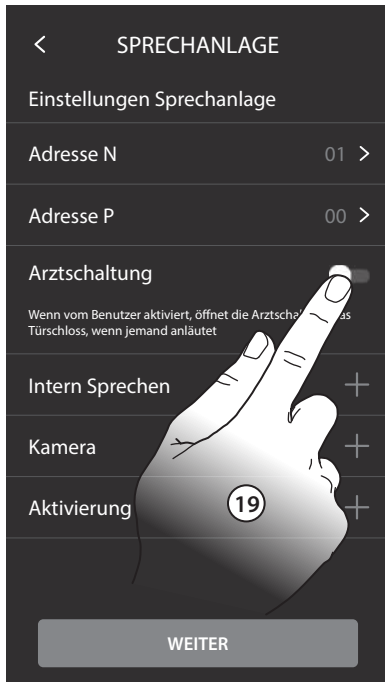 SPRECHANLAGE
Einstellungen Sprechanlage
Adresse N 01
Adresse P 00
Arztschaltung
Wenn vom Benutzer aktiviert, öffnet die
Türschloss, wenn jemand anläutet
Intern Sprechen
Kamera
Aktivierung
19
WEITER